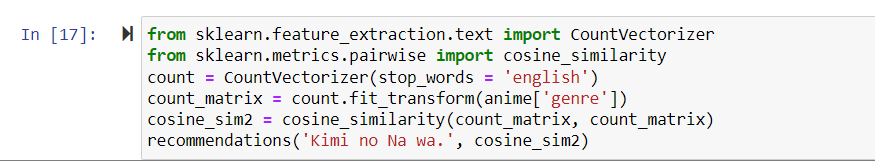 In [17]:
from sklearn.feature_extraction.text import CountVectorizer
from sklearn.metrics.pairwise import cosine_similarity
count = CountVectorizer(stop_words = 'english')
count_matrix = count.fit_transform(anime['genre'])
cosine_sim2 = cosine_similarity(count_matrix, count_matrix)
recommendations('Kimi no Na wa.', cosine_sim2)